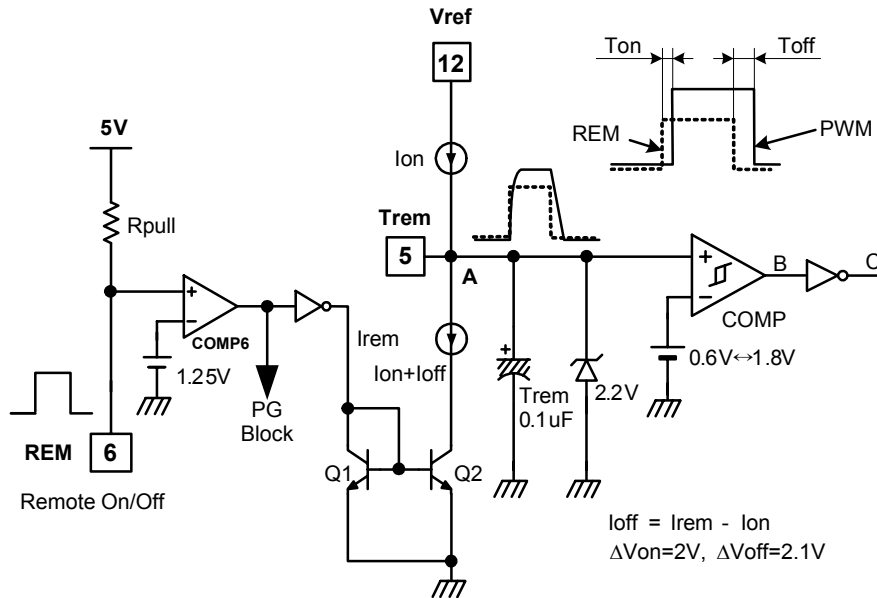 Vref
12
Ton
Toff
REM
PWM
5V
Ion
Rpull
Trem
5
A
+
−
COMP6
1.25V
Irem
Ion+Ioff
PG
Block
+
Trem
0.1uF
2.2V
+
−
B
C
COMP
0.6V↔1.8V
REM
6
Remote On/Off
Q1
Q2
Ioff = Irem - Ion
ΔVon=2V, ΔVoff=2.1V